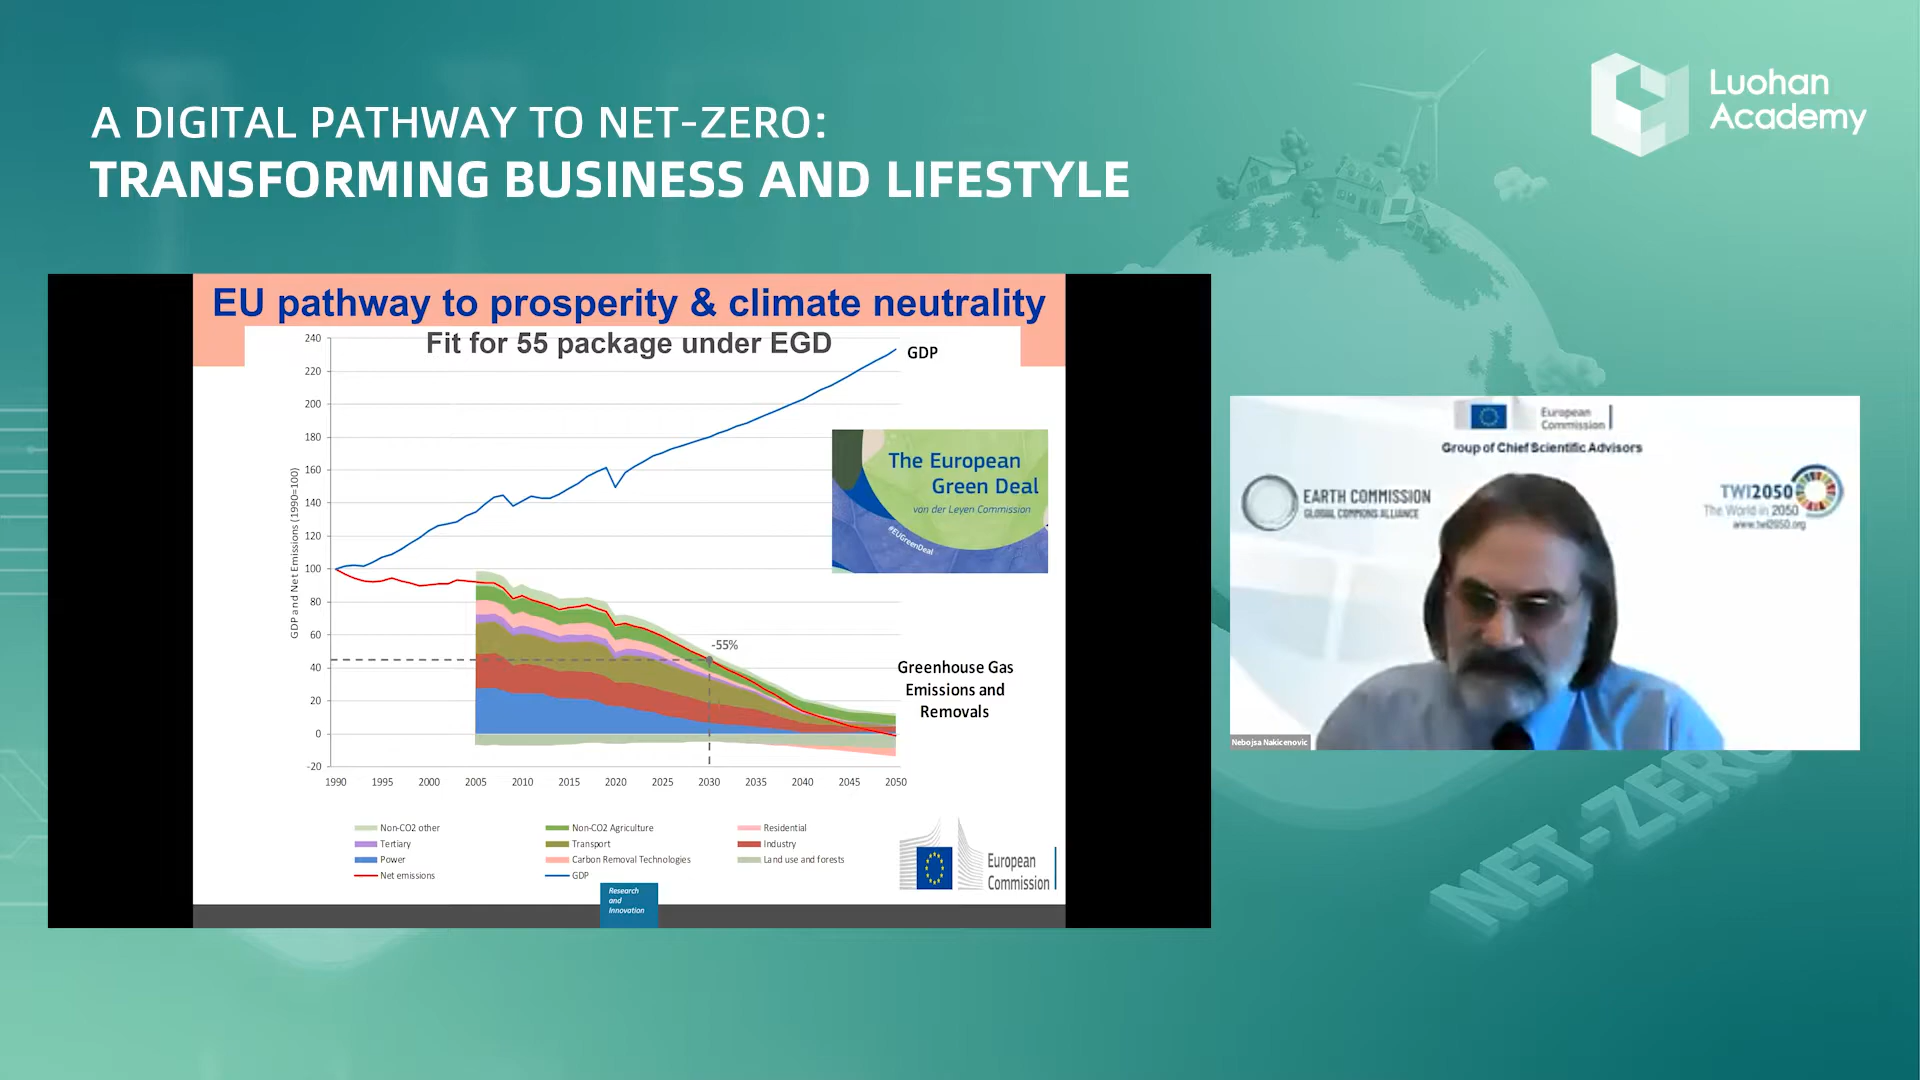 A DIGITAL PATHWAY TO NET-ZERO:
TRANSFORMING BUSINESS AND LIFESTYLE
Luohan
Academy
EU pathway to prosperity & climate neutrality
Fit for 55 package under EGD
GDP
240
220
200
180
160
140
120
100
80
60
40
20
0
-20
GDP and Net Emissions (1990=100)
1990 1995 2000 2005 2010 2015 2020 2025 2030 2035 2040 2045 2050
-55%
The European
Green Deal
von der Leyen Commission
#EUGreenDeal
Greenhouse Gas
Emissions and
Removals
Non-CO2 other
Non-CO2 Agriculture
Residential
Tertiary
Transport
Industry
Power
Carbon Removal Technologies
Land use and forests
Net emissions
GDP
European
Commission
Research
and
Innovation
European
Commission
Group of Chief Scientific Advisors
EARTH COMMISSION
GLOBAL COMMONS ALLIANCE
TWI2050
The World in 2050
www.twi2050.org
Nebojsa Nakicenovic
NET-ZERO